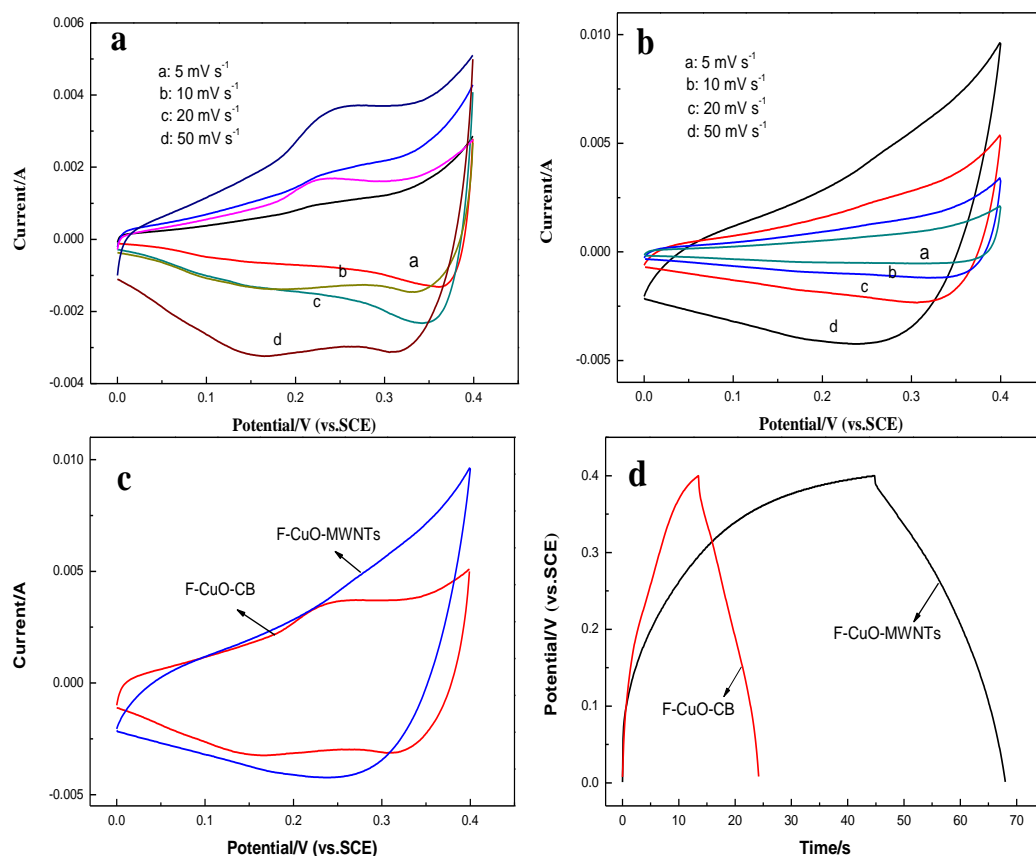 a
a: 5 mV s⁻¹
b: 10 mV s⁻¹
c: 20 mV s⁻¹
d: 50 mV s⁻¹
b
a
c
d
0.006
0.004
0.002
0.000
-0.002
-0.004
0.0 0.1 0.2 0.3 0.4
Current/A
Potential/V (vs.SCE)
b
a: 5 mV s⁻¹
b: 10 mV s⁻¹
c: 20 mV s⁻¹
d: 50 mV s⁻¹
a
b
c
d
0.010
0.005
0.000
-0.005
0.0 0.1 0.2 0.3 0.4
Current/A
Potential/V (vs.SCE)
c
F-CuO-MWNTs
F-CuO-CB
0.010
0.005
0.000
-0.005
0.0 0.1 0.2 0.3 0.4
Current/A
Potential/V (vs.SCE)
d
F-CuO-MWNTs
F-CuO-CB
0.4
0.3
0.2
0.1
0.0
0 10 20 30 40 50 60 70
Potential/V (vs.SCE)
Time/s